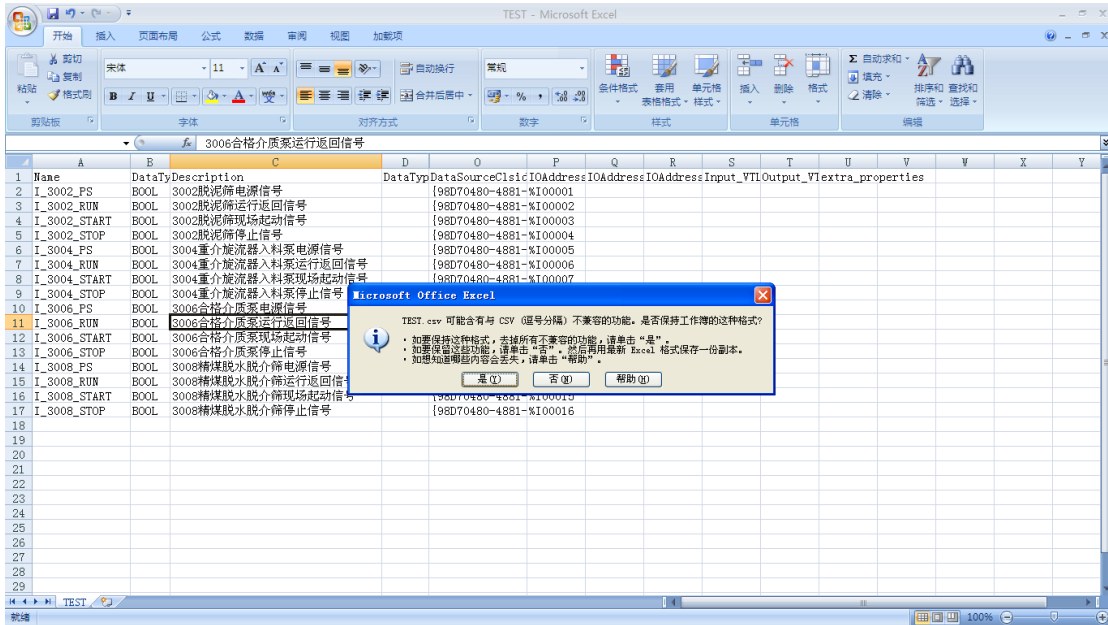 TEST - Microsoft Excel
开始 插入 页面布局 公式 数据 审阅 视图 加载项
粘贴 剪切 复制 格式刷 剪贴板
宋体 11 B I U A 字体
自动换行 合并后居中 对齐方式
常规 % , 数字
条件格式 套用表格格式 单元格样式 样式
插入 删除 格式 单元格
Σ 自动求和 填充 清除 排序和筛选 查找和选择 编辑
fx 3006合格介质泵运行返回信号
A B C D O P Q R S T U V W X Y
1 Name DataTy Description DataTyp DataSourceClsid IOAddress IOAddress IOAddress Input_VTL Output_VT extra_properties
2 I_3002_PS BOOL 3002脱泥筛电源信号 {98D70480-4881- %I00001
3 I_3002_RUN BOOL 3002脱泥筛运行返回信号 {98D70480-4881- %I00002
4 I_3002_START BOOL 3002脱泥筛现场起动信号 {98D70480-4881- %I00003
5 I_3002_STOP BOOL 3002脱泥筛停止信号 {98D70480-4881- %I00004
6 I_3004_PS BOOL 3004重介旋流器入料泵电源信号 {98D70480-4881- %I00005
7 I_3004_RUN BOOL 3004重介旋流器入料泵运行返回信号 {98D70480-4881- %I00006
8 I_3004_START BOOL 3004重介旋流器入料泵现场起动信号 {98D70480-4881- %I00007
9 I_3004_STOP BOOL 3004重介旋流器入料泵停止信号
10 I_3006_PS BOOL 3006合格介质泵电源信号
11 I_3006_RUN BOOL 3006合格介质泵运行返回信号
12 I_3006_START BOOL 3006合格介质泵现场起动信号
13 I_3006_STOP BOOL 3006合格介质泵停止信号
14 I_3008_PS BOOL 3008精煤脱水脱介筛电源信号
15 I_3008_RUN BOOL 3008精煤脱水脱介筛运行返回信
16 I_3008_START BOOL 3008精煤脱水脱介筛现场起动信号 {98D70480-4881- %I00015
17 I_3008_STOP BOOL 3008精煤脱水脱介筛停止信号 {98D70480-4881- %I00016
18
19
20
21
22
23
24
25
26
27
28
29
Microsoft Office Excel
TEST.csv 可能含有与 CSV (逗号分隔) 不兼容的功能。是否保持工作簿的这种格式?
· 如要保持这种格式，去掉所有不兼容的功能，请单击“是”。
· 如要保留这些功能，请单击“否”。然后再用最新 Excel 格式保存一份副本。
· 如想知道哪些内容会丢失，请单击“帮助”。
是(Y) 否(N) 帮助(H)
TEST
就绪 100%